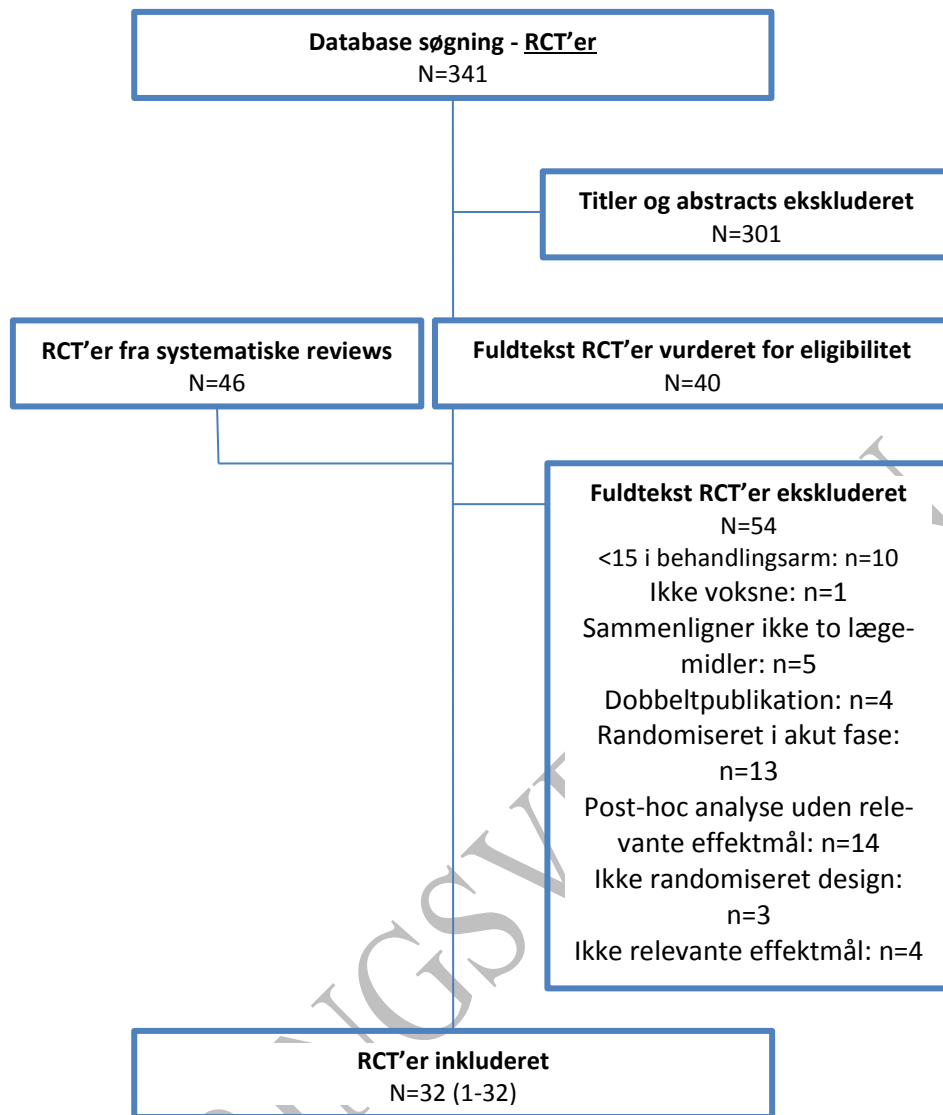 Database søgning - RCT'er
N=341
Titler og abstracts ekskluderet
N=301
RCT'er fra systematiske reviews
N=46
Fuldtekst RCT'er vurderet for eligibilitet
N=40
Fuldtekst RCT'er ekskluderet
N=54
<15 i behandlingsarm: n=10
Ikke voksne: n=1
Sammenligner ikke to læge-
midler: n=5
Dobbeltpublikation: n=4
Randomiseret i akut fase:
n=13
Post-hoc analyse uden rele-
vante effektmål: n=14
Ikke randomiseret design:
n=3
Ikke relevante effektmål: n=4
RCT'er inkluderet
N=32 (1-32)